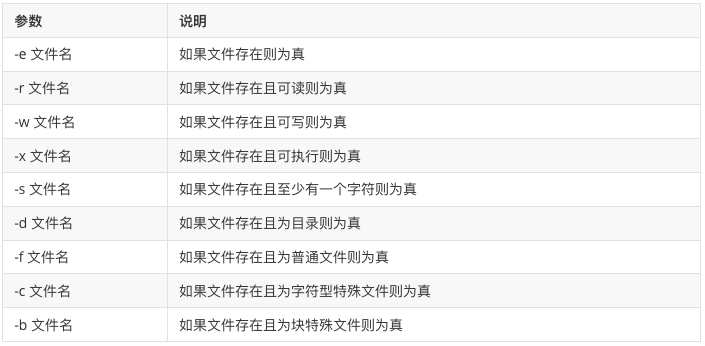 参数 说明
-e 文件名 如果文件存在则为真
-r 文件名 如果文件存在且可读则为真
-w 文件名 如果文件存在且可写则为真
-x 文件名 如果文件存在且可执行则为真
-s 文件名 如果文件存在且至少有一个字符则为真
-d 文件名 如果文件存在且为目录则为真
-f 文件名 如果文件存在且为普通文件则为真
-c 文件名 如果文件存在且为字符型特殊文件则为真
-b 文件名 如果文件存在且为块特殊文件则为真